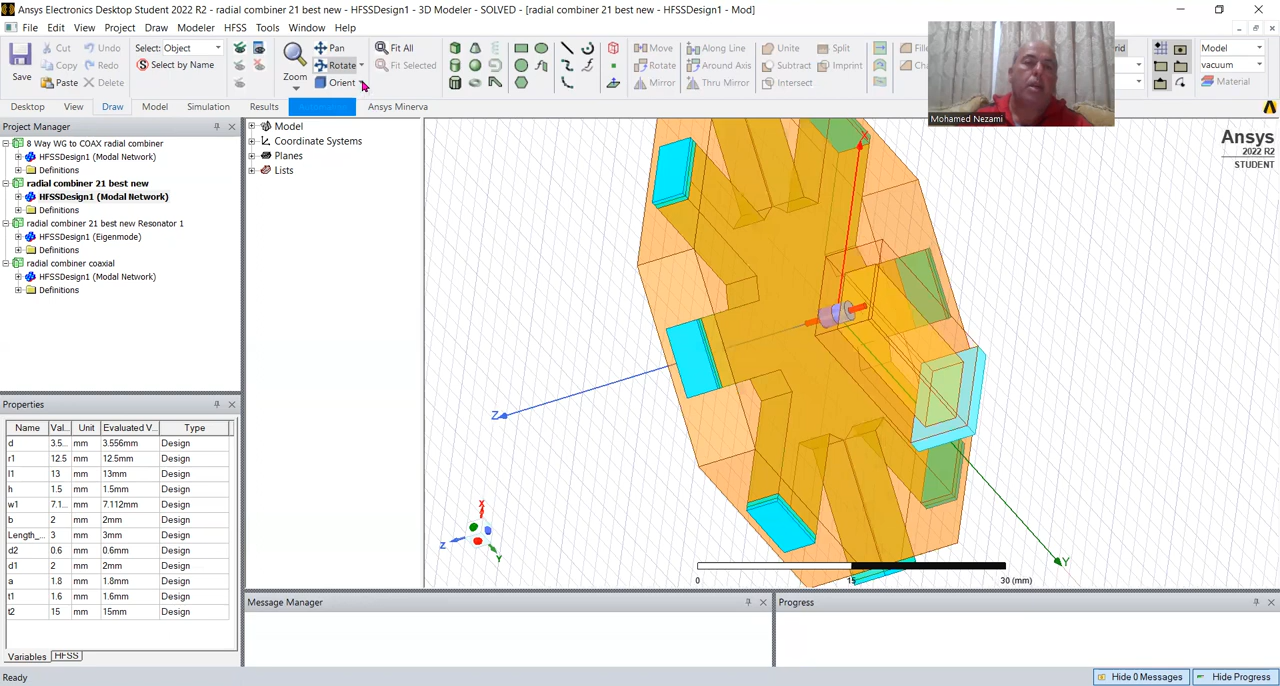 Ansys Electronics Desktop Student 2022 R2 - radial combiner 21 best new - HFSSDesign1 - 3D Modeler - SOLVED - [radial combiner 21 best new - HFSSDesign1 - Mod]
File Edit View Project Draw Modeler HFSS Tools Window Help
Save
Cut
Copy
Paste
Undo
Redo
Delete
Select: Object
Select by Name
Zoom
Pan
Rotate
Orient
Fit All
Fit Selected
Move
Rotate
Mirror
Along Line
Around Axis
Thru Mirror
Unite
Subtract
Intersect
Split
Imprint
Model
vacuum
Material
Desktop View Draw Model Simulation Results Ansys Minerva
Mohamed Nezami
Project Manager
8 Way WG to COAX radial combiner
HFSSDesign1 (Modal Network)
Definitions
radial combiner 21 best new
HFSSDesign1 (Modal Network)
Definitions
radial combiner 21 best new Resonator 1
HFSSDesign1 (Eigenmode)
Definitions
radial combiner coaxial
HFSSDesign1 (Modal Network)
Definitions
Model
Coordinate Systems
Planes
Lists
Ansys
2022 R2
STUDENT
X
Z
Y
X
Z
Y
0 15 30 (mm)
Properties
Name Val... Unit Evaluated V... Type
d 3.5... mm 3.556mm Design
r1 12.5 mm 12.5mm Design
l1 13 mm 13mm Design
h 1.5 mm 1.5mm Design
w1 7.1... mm 7.112mm Design
b 2 mm 2mm Design
Length_... 3 mm 3mm Design
d2 0.6 mm 0.6mm Design
d1 2 mm 2mm Design
a 1.8 mm 1.8mm Design
t1 1.6 mm 1.6mm Design
t2 15 mm 15mm Design
Variables HFSS
Message Manager
Progress
Ready
Hide 0 Messages
Hide Progress